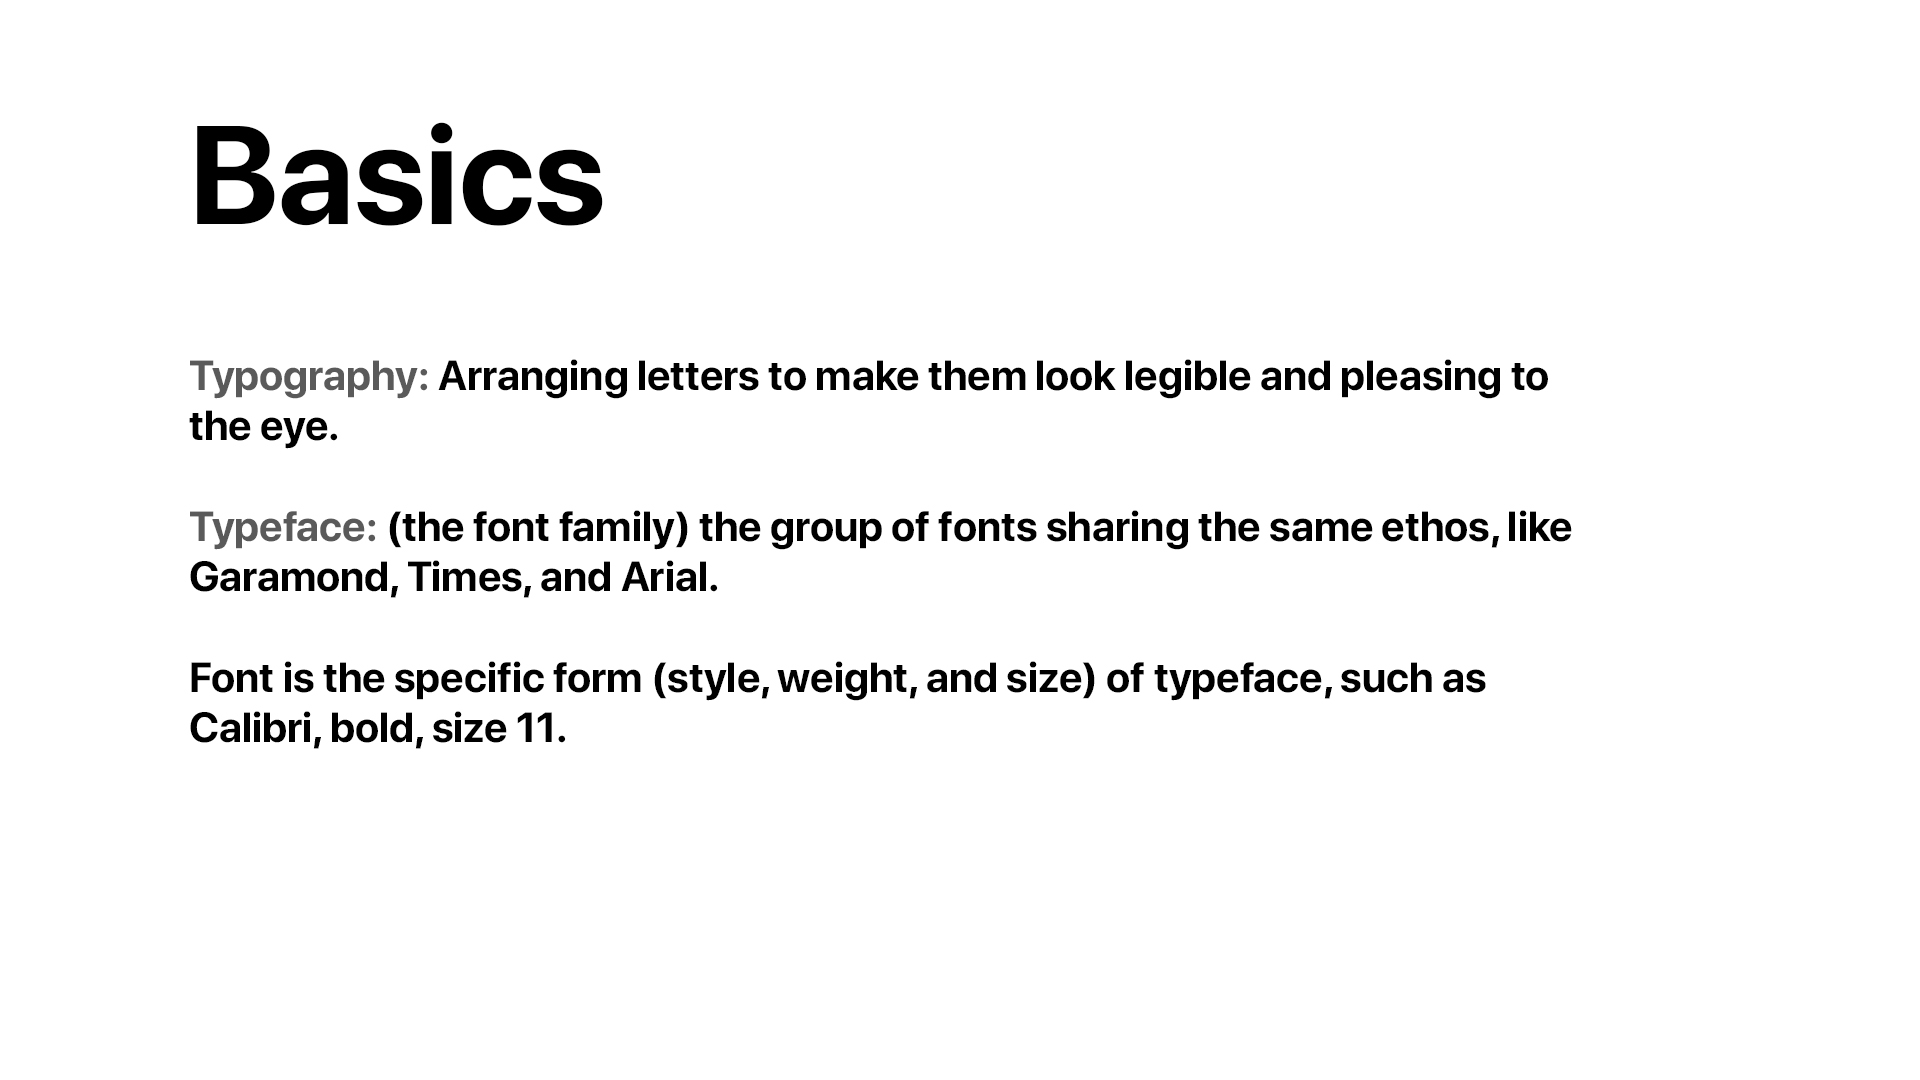 Basics
Typography: Arranging letters to make them look legible and pleasing to
the eye.
Typeface: (the font family) the group of fonts sharing the same ethos, like
Garamond, Times, and Arial.
Font is the specific form (style, weight, and size) of typeface, such as
Calibri, bold, size 11.